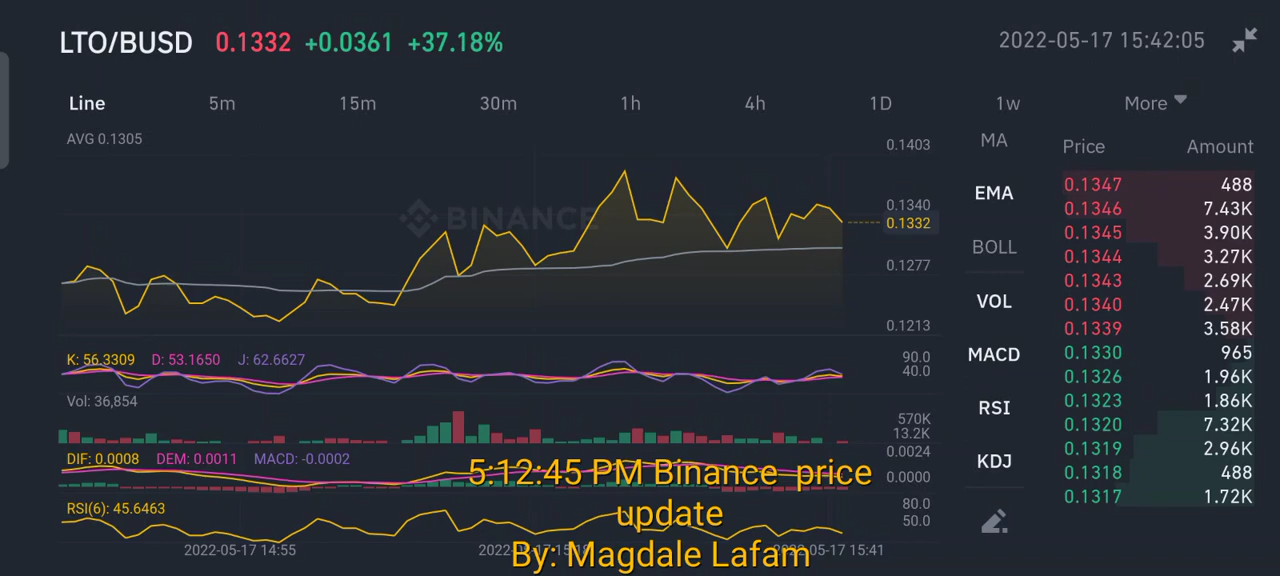 LTO/BUSD 0.1332 +0.0361 +37.18% 2022-05-17 15:42:05
Line 5m 15m 30m 1h 4h 1D 1w More
AVG 0.1305
0.1403
0.1340
0.1332
0.1277
0.1213
BINANCE
K: 56.3309 D: 53.1650 J: 62.6627
90.0
40.0
Vol: 36,854
570K
13.2K
DIF: 0.0008 DEM: 0.0011 MACD: -0.0002
0.0024
0.0000
RSI(6): 45.6463
80.0
50.0
2022-05-17 14:55 2022-05-17 15:18 2022-05-17 15:41
MA
EMA
BOLL
VOL
MACD
RSI
KDJ
Price Amount
0.1347 488
0.1346 7.43K
0.1345 3.90K
0.1344 3.27K
0.1343 2.69K
0.1340 2.47K
0.1339 3.58K
0.1330 965
0.1326 1.96K
0.1323 1.86K
0.1320 7.32K
0.1319 2.96K
0.1318 488
0.1317 1.72K
5:12:45 PM Binance price
update
By: Magdale Lafam